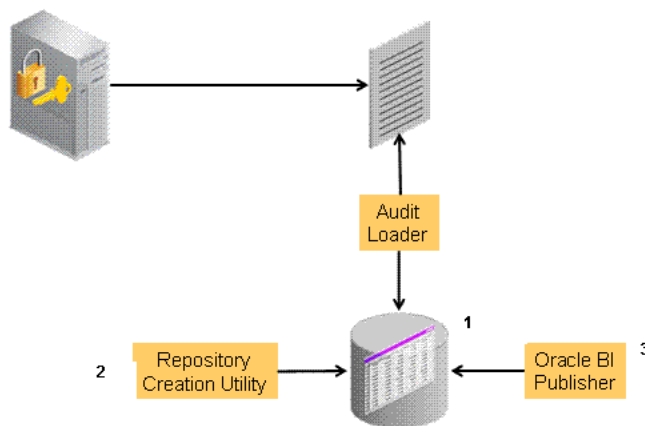 Audit
Loader
1
2
Repository
Creation Utility
Oracle BI
Publisher
3